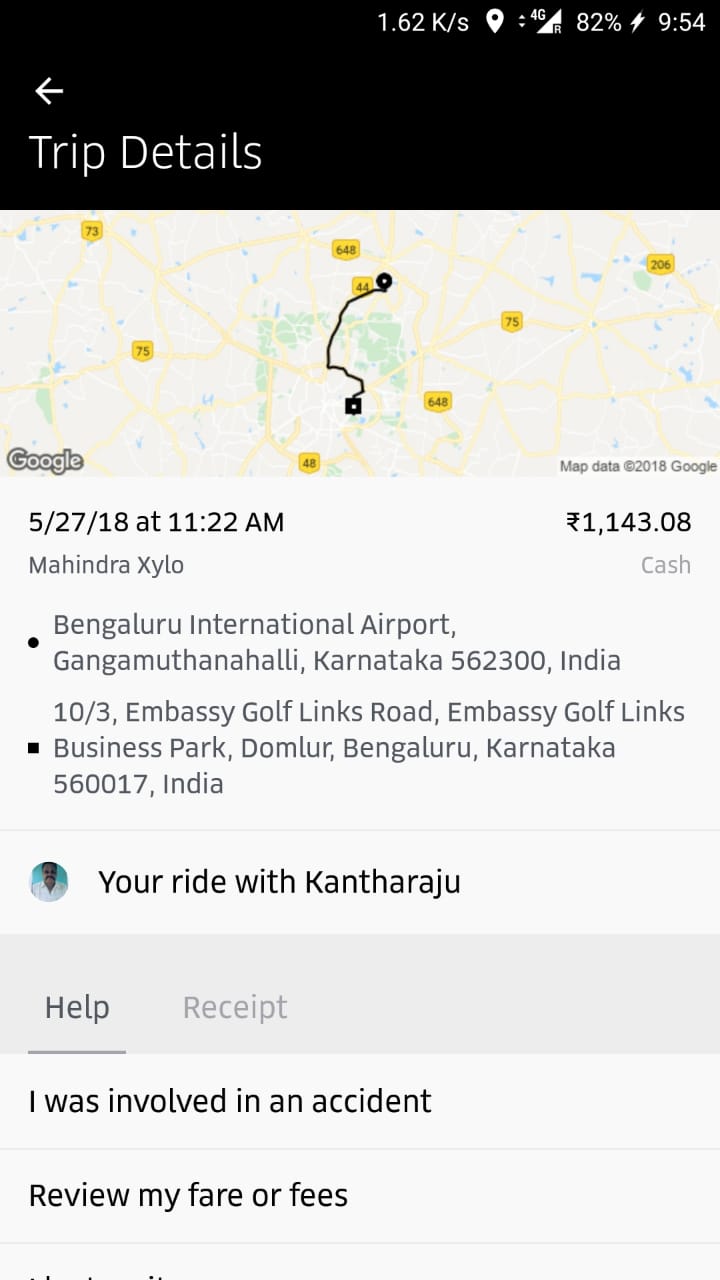 1.62 K/s 4G R 82% 9:54
Trip Details
73
648
44
206
75
75
648
48
Google
Map data ©2018 Google
5/27/18 at 11:22 AM ₹1,143.08
Mahindra Xylo Cash
Bengaluru International Airport,
Gangamuthanahalli, Karnataka 562300, India
10/3, Embassy Golf Links Road, Embassy Golf Links
Business Park, Domlur, Bengaluru, Karnataka
560017, India
Your ride with Kantharaju
Help Receipt
I was involved in an accident
Review my fare or fees